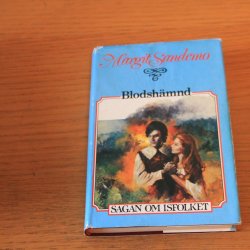 Margit Sandemo
Blodshämnd
SAGAN OM ISFOLKET